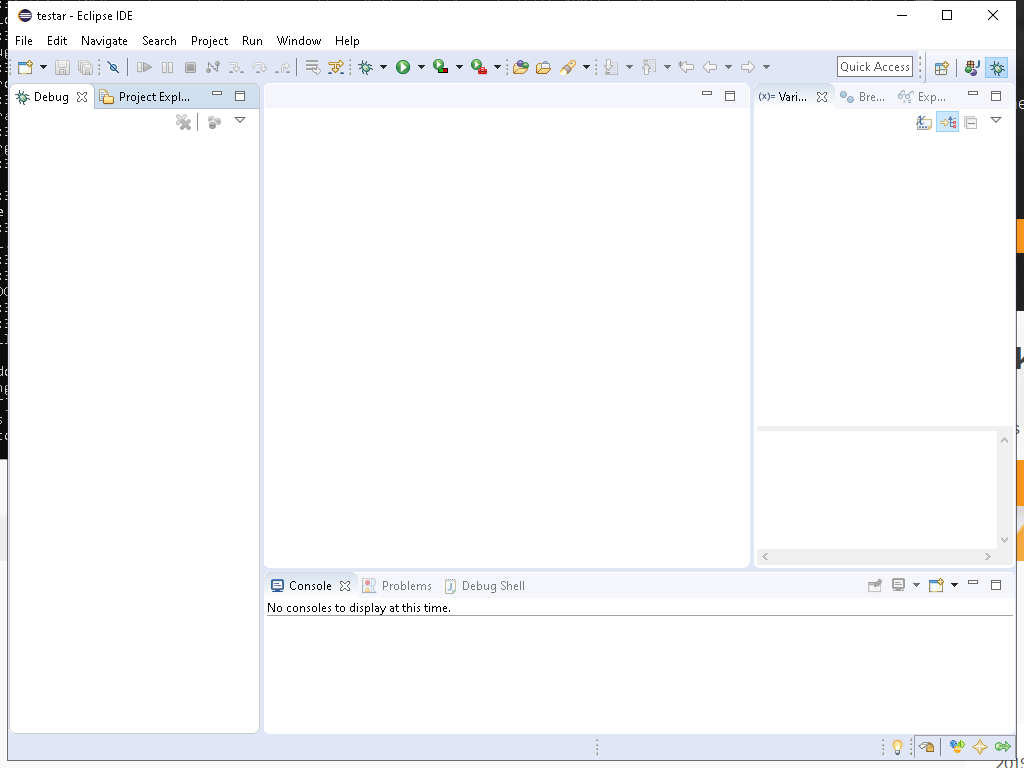 testar - Eclipse IDE
File Edit Navigate Search Project Run Window Help
Quick Access
Debug Project Expl... (x)= Vari... Bre... Exp...
Console Problems Debug Shell
No consoles to display at this time.